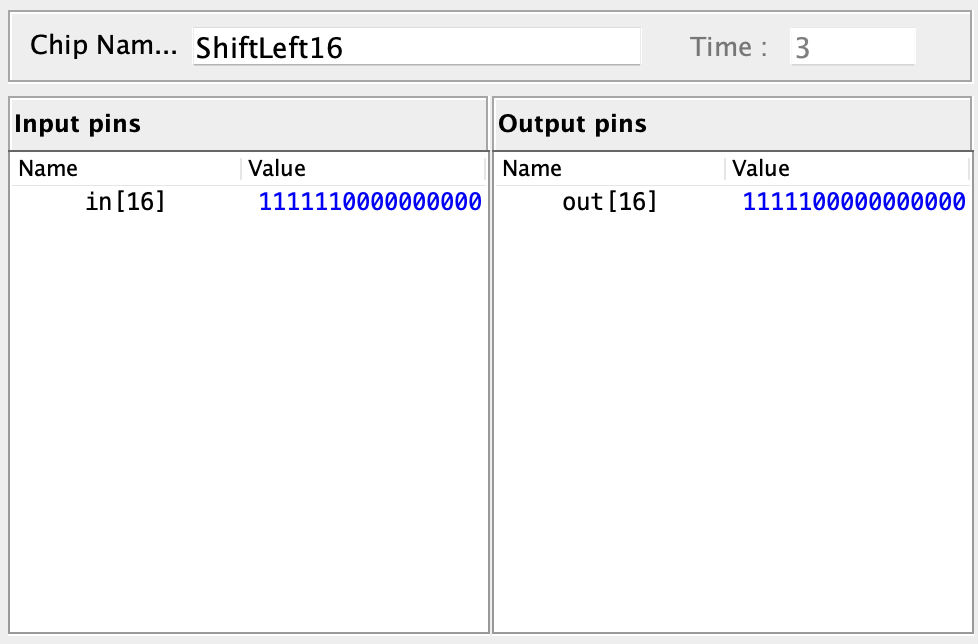 Chip Nam... ShiftLeft16 Time : 3
Input pins Output pins
Name Value Name Value
in[16] 1111110000000000 out[16] 1111100000000000